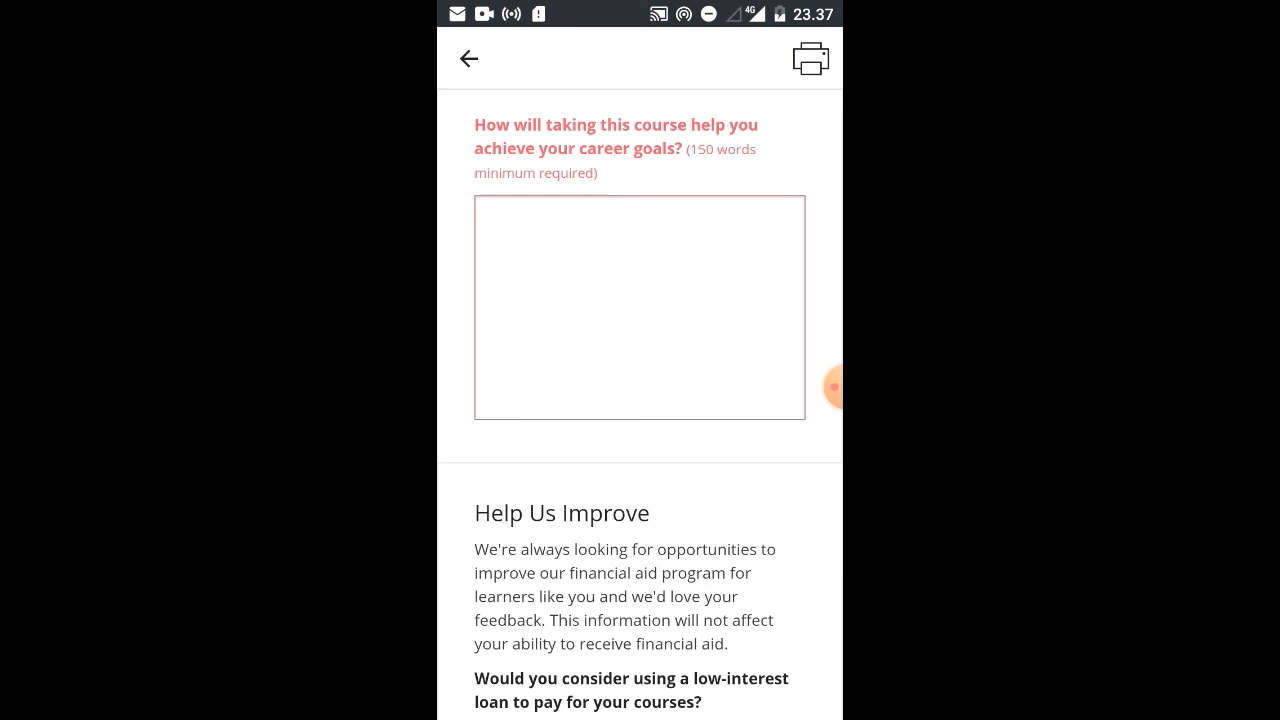 4G 23.37
How will taking this course help you
achieve your career goals? (150 words
minimum required)
Help Us Improve
We're always looking for opportunities to
improve our financial aid program for
learners like you and we'd love your
feedback. This information will not affect
your ability to receive financial aid.
Would you consider using a low-interest
loan to pay for your courses?